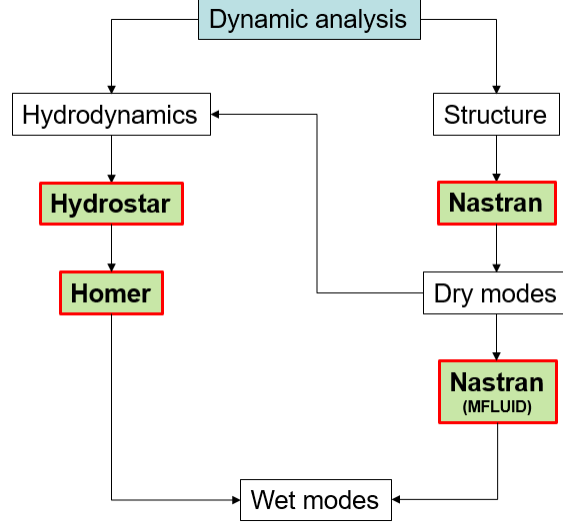 Dynamic analysis
Hydrodynamics
Structure
Hydrostar
Nastran
Homer
Dry modes
Nastran
(MFLUID)
Wet modes